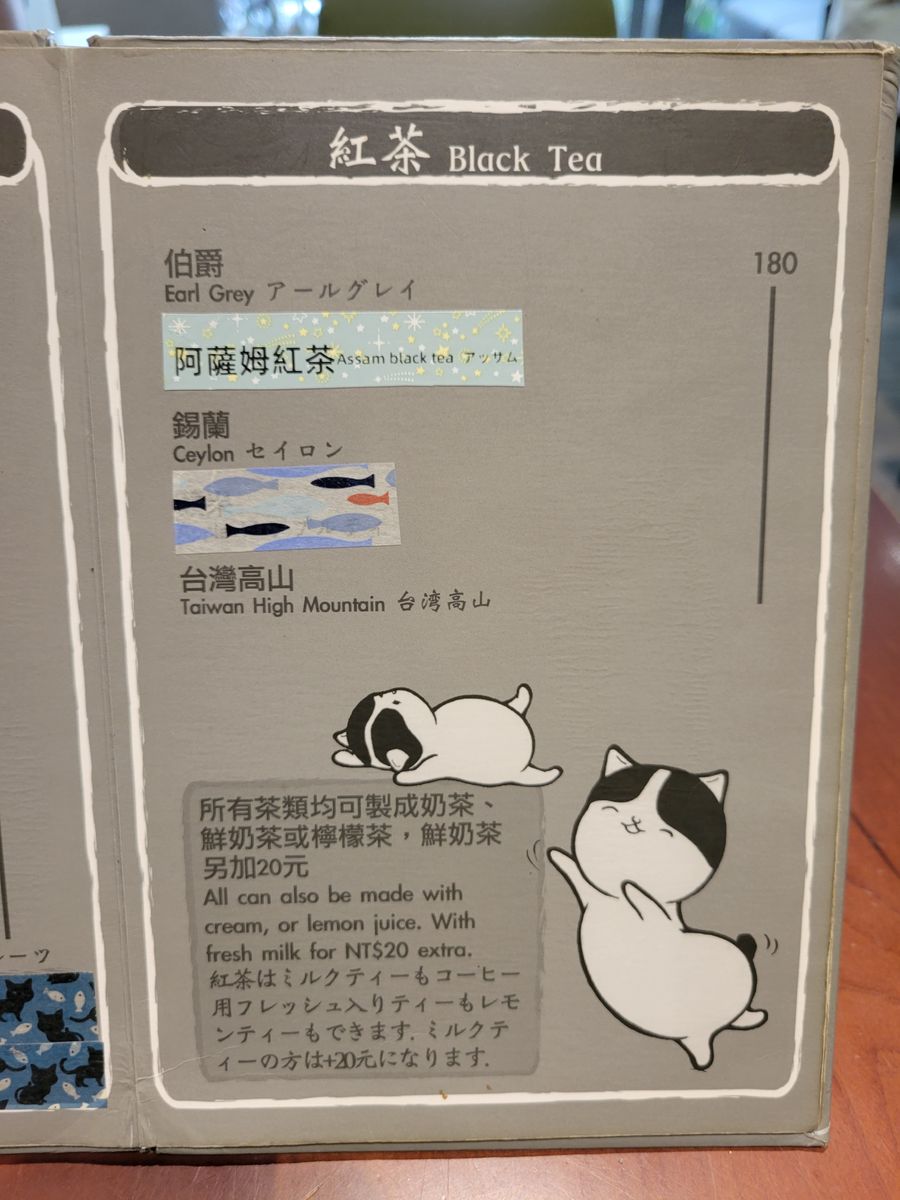 紅茶 Black Tea
伯爵 180
Earl Grey アールグレイ
阿薩姆紅茶Assam black tea アッサム
錫蘭
Ceylon セイロン
台灣高山
Taiwan High Mountain 台湾高山
所有茶類均可製成奶茶、
鮮奶茶或檸檬茶，鮮奶茶
另加20元
All can also be made with
cream, or lemon juice. With
fresh milk for NT$20 extra.
紅茶はミルクティーもコーヒー
用フレッシュ入りティーもレモ
ンティーもできます. ミルクテ
ィーの方は+20元になります.
ーツ